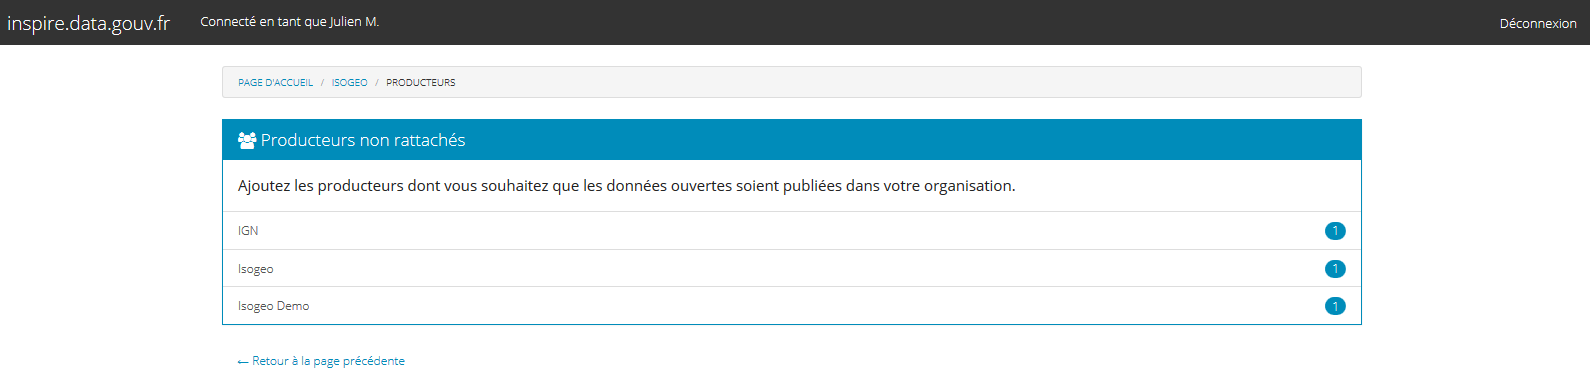 inspire.data.gouv.fr Connecté en tant que Julien M. Déconnexion
PAGE D'ACCUEIL / ISOGEO / PRODUCTEURS
Producteurs non rattachés
Ajoutez les producteurs dont vous souhaitez que les données ouvertes soient publiées dans votre organisation.
IGN 1
Isogeo 1
Isogeo Demo 1
← Retour à la page précédente